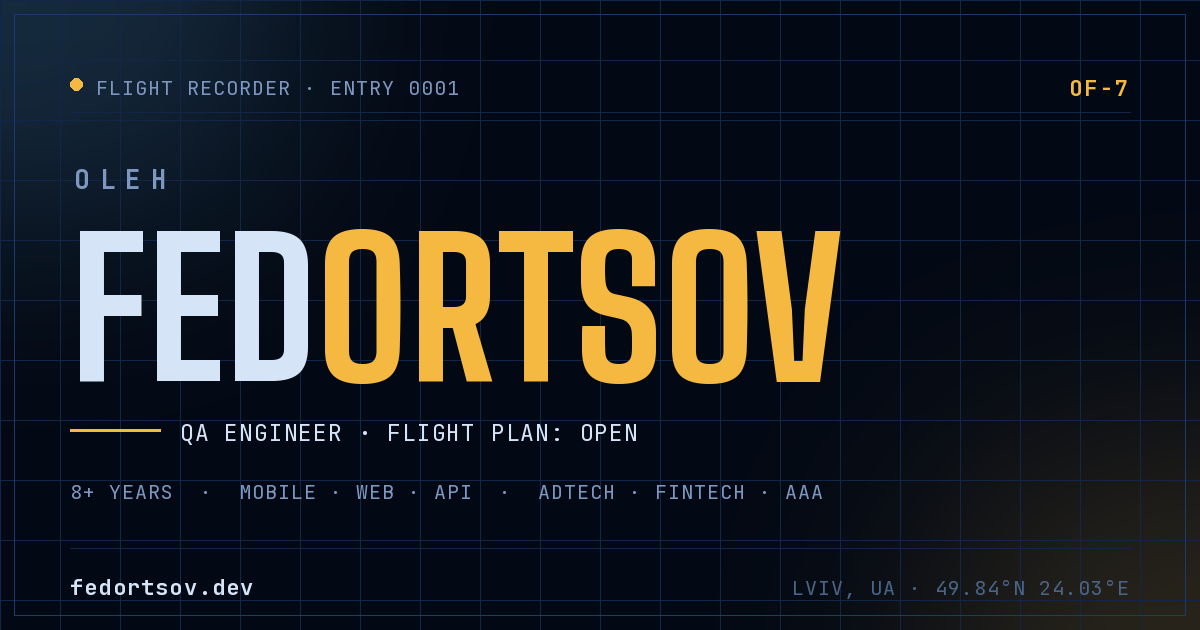 FLIGHT RECORDER · ENTRY 0001
OF-7
OLEH
FEDORTSOV
QA ENGINEER · FLIGHT PLAN: OPEN
8+ YEARS · MOBILE · WEB · API · ADTECH · FINTECH · AAA
fedortsov.dev
LVIV, UA · 49.84°N 24.03°E